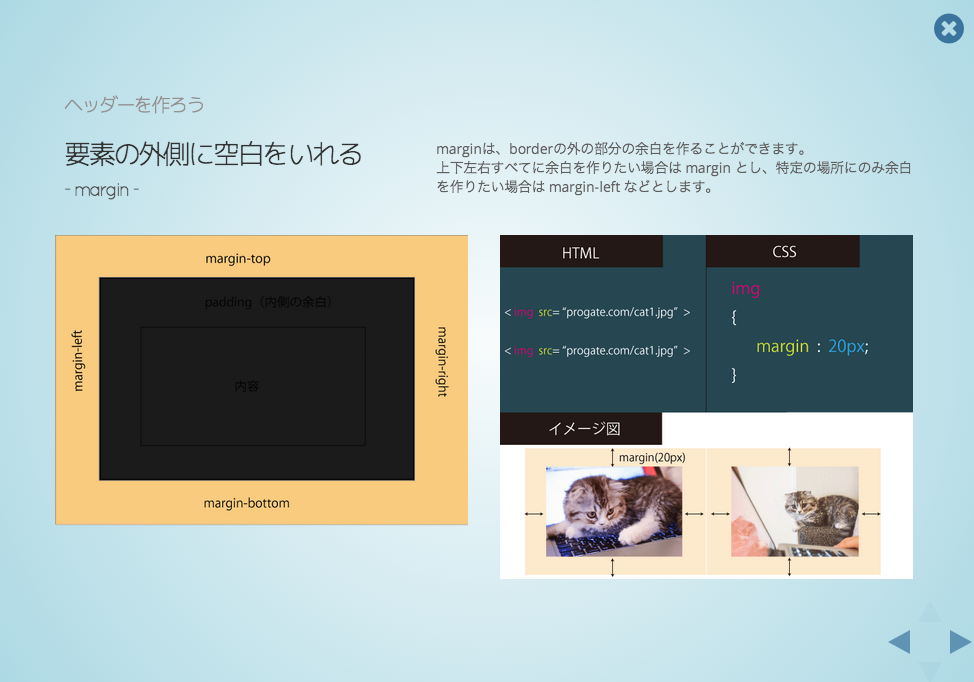 ヘッダーを作ろう
要素の外側に空白をいれる
- margin -
marginは、borderの外の部分の余白を作ることができます。
上下左右すべてに余白を作りたい場合は margin とし、特定の場所にのみ余白
を作りたい場合は margin-left などとします。
margin-top
padding（内側の余白）
margin-left
内容
margin-right
margin-bottom
HTML
<img src="progate.com/cat1.jpg" >
<img src="progate.com/cat1.jpg" >
CSS
img
{
margin : 20px;
}
イメージ図
margin(20px)